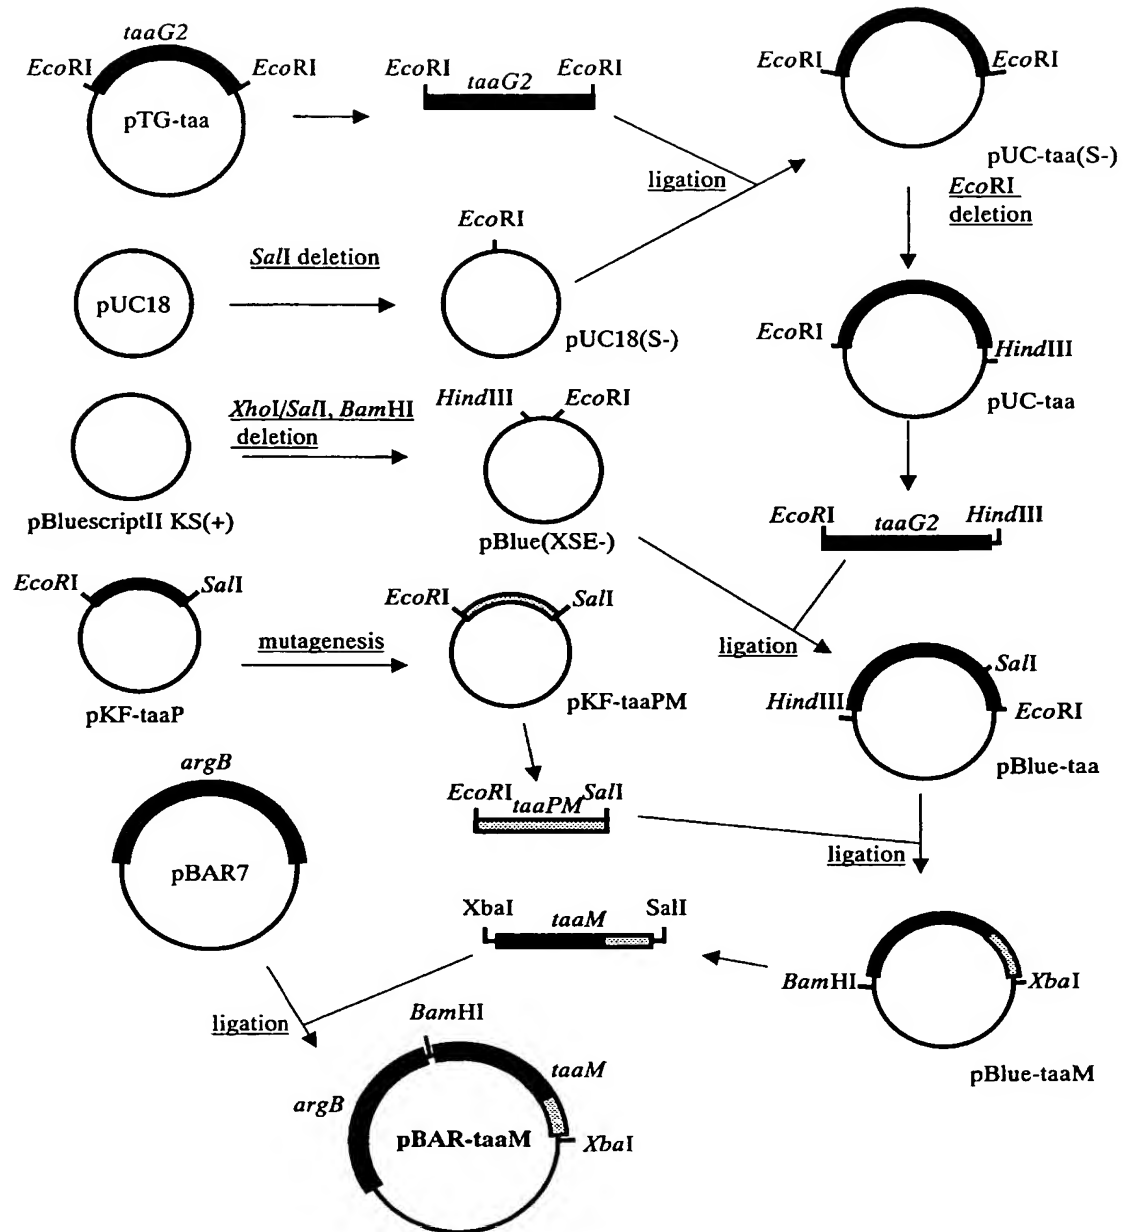 taaG2
EcoRI
EcoRI
pTG-taa
EcoRI
EcoRI
taaG2
EcoRI
EcoRI
pUC-taa(S-)
ligation
EcoRI
deletion
SalI deletion
EcoRI
pUC18
pUC18(S-)
EcoRI
HindIII
pUC-taa
XhoI/SalI, BamHI
deletion
HindIII
EcoRI
pBluescriptII KS(+)
pBlue(XSE-)
EcoRI
taaG2
HindIII
EcoRI
SalI
pKF-taaP
mutagenesis
EcoRI
SalI
pKF-taaPM
ligation
SalI
HindIII
EcoRI
pBlue-taa
argB
pBAR7
EcoRI
SalI
taaPM
ligation
XbaI
taaM
SalI
BamHI
XbaI
pBlue-taaM
ligation
BamHI
taaM
argB
pBAR-taaM
XbaI